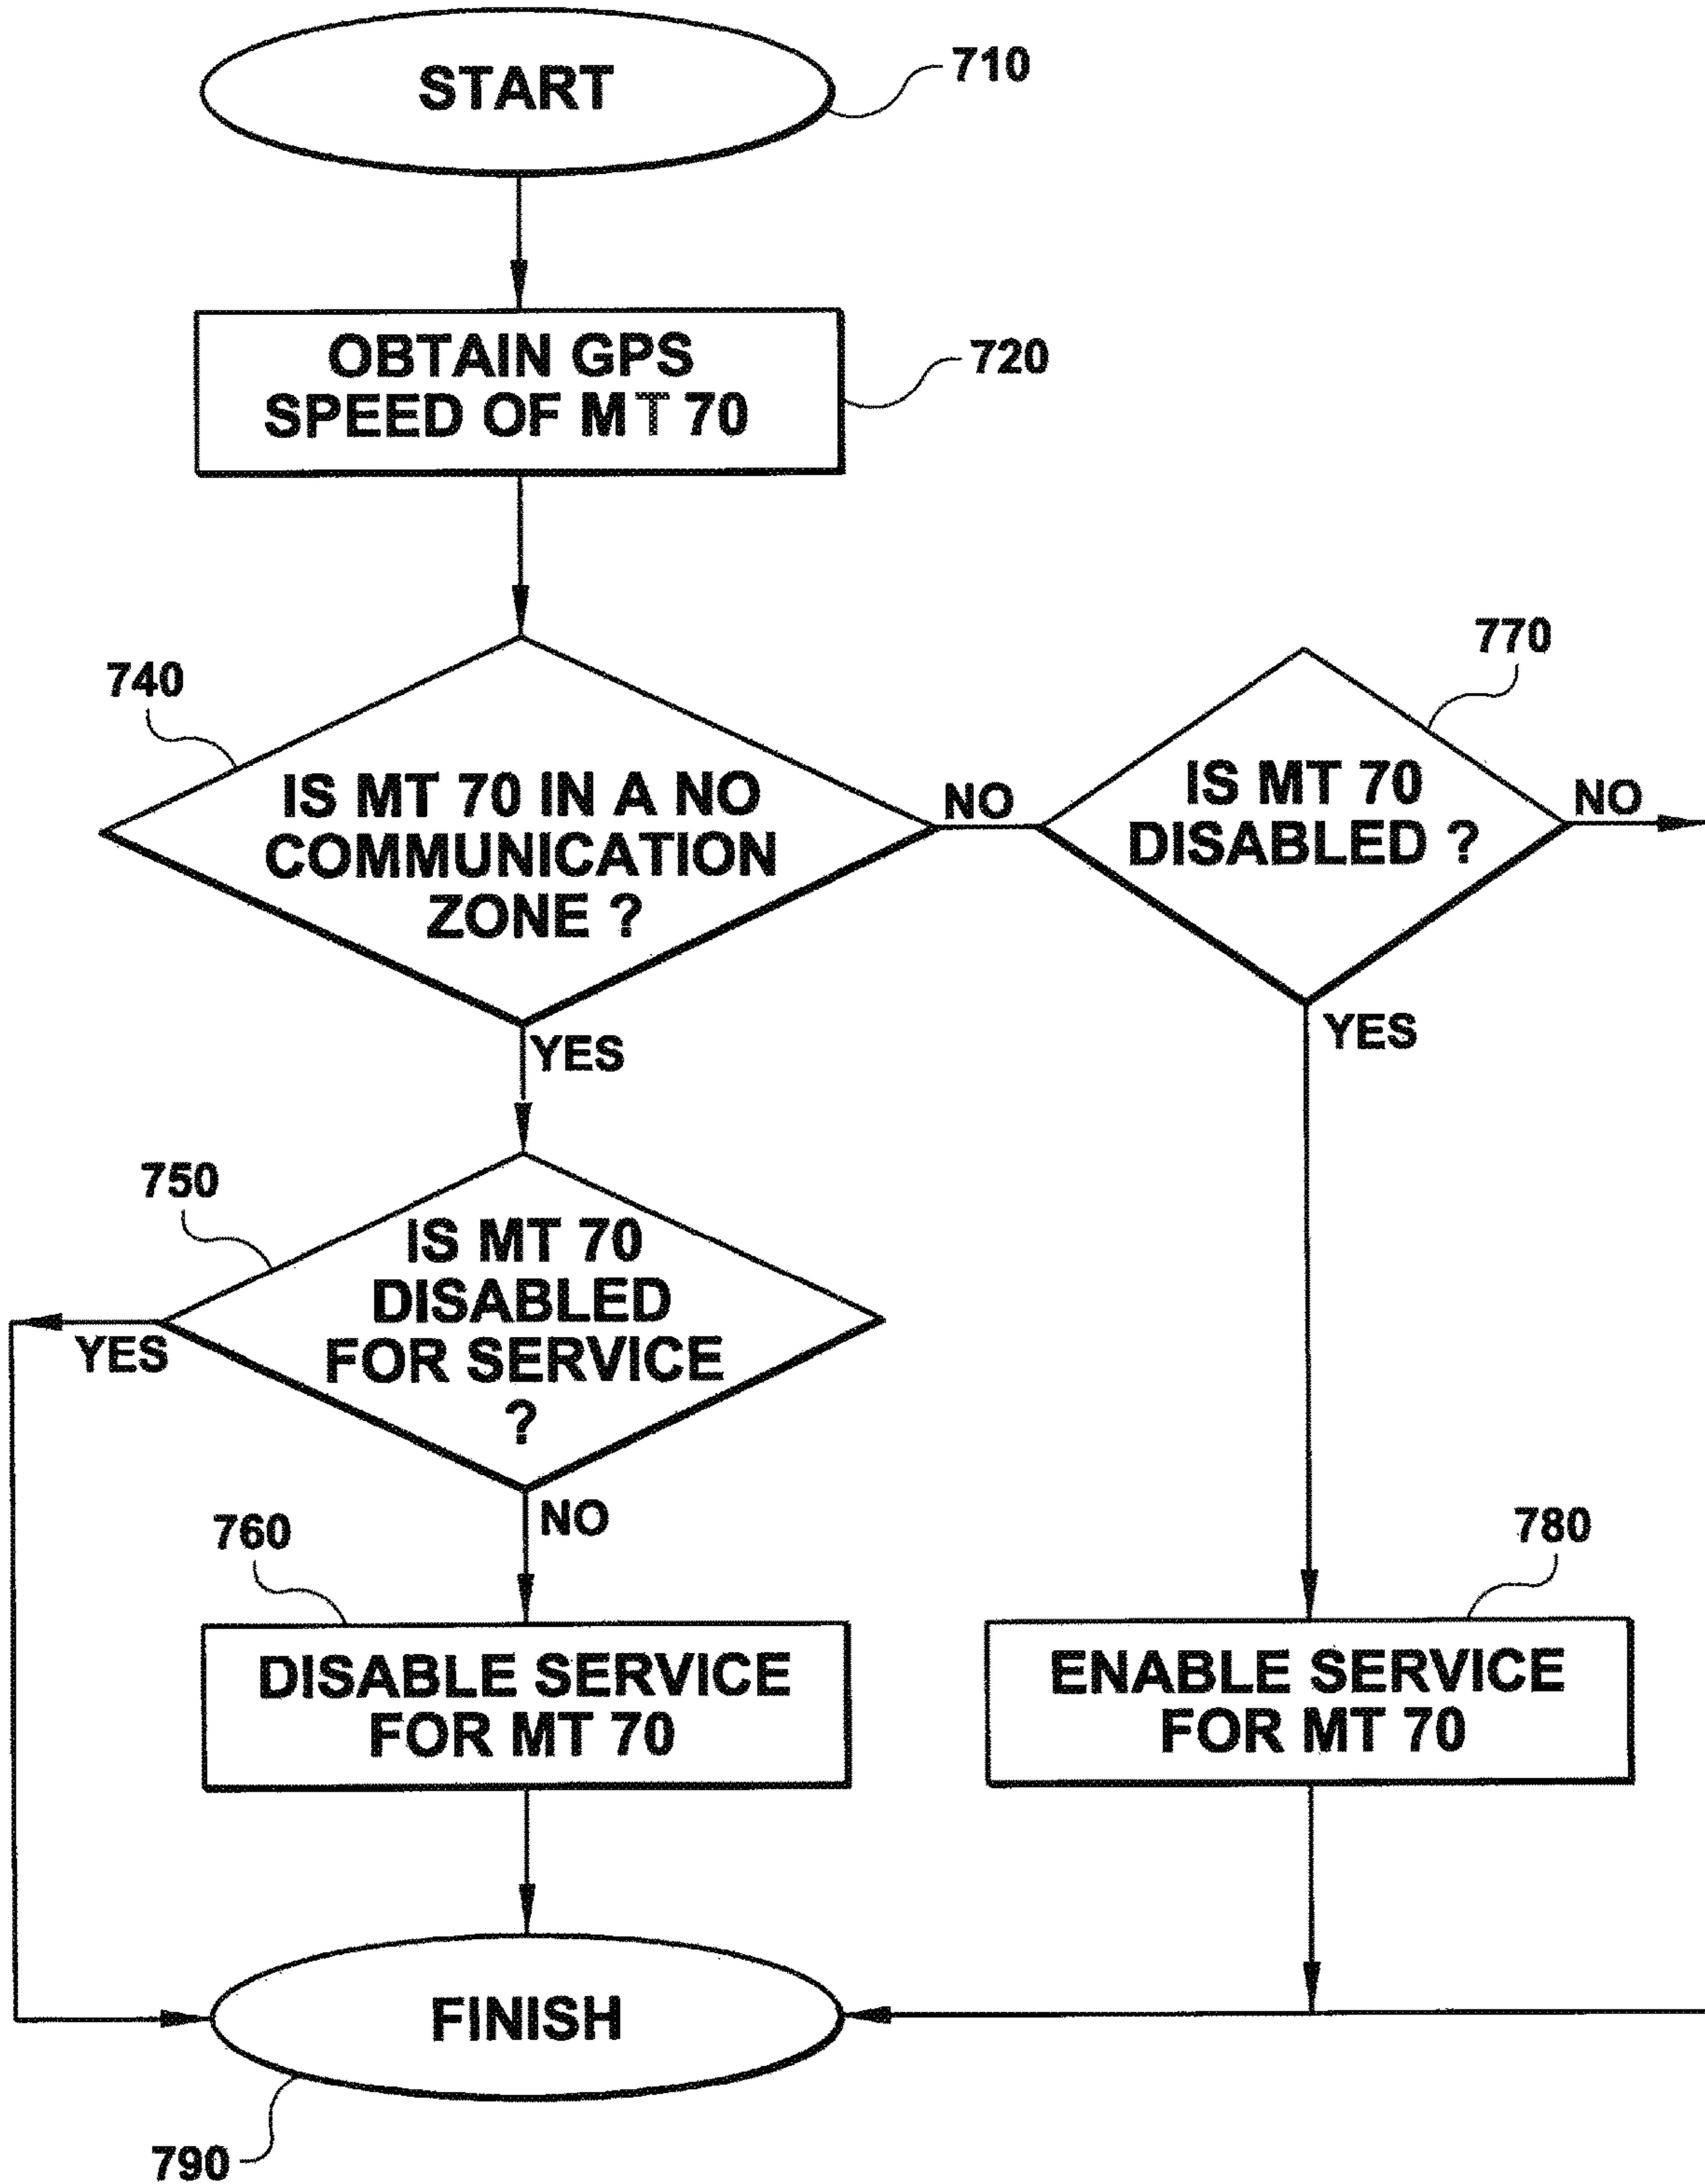 START
710
OBTAIN GPS
SPEED OF MT 70
720
740
IS MT 70 IN A NO
COMMUNICATION
ZONE ?
NO
YES
770
IS MT 70
DISABLED ?
NO
YES
750
IS MT 70
DISABLED
FOR SERVICE
?
YES
NO
760
DISABLE SERVICE
FOR MT 70
780
ENABLE SERVICE
FOR MT 70
FINISH
790